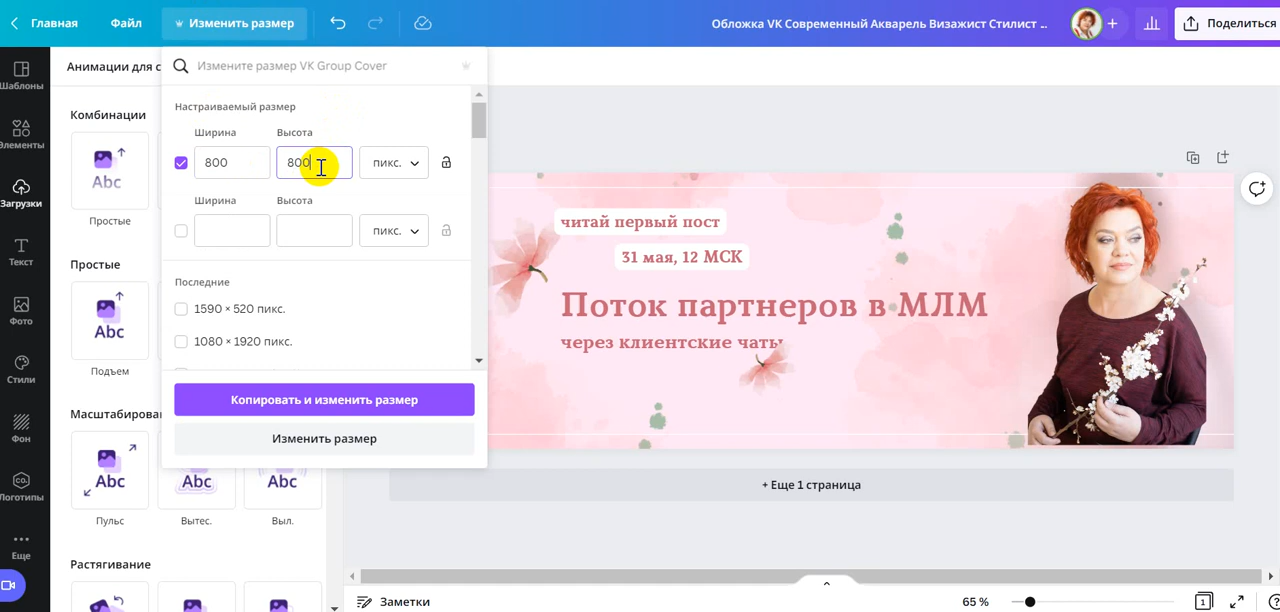 Главная
Файл
Изменить размер
Обложка VK Современный Акварель Визажист Стилист ...
Поделиться
Шаблоны
Элементы
Загрузки
Текст
Фото
Стили
Фон
CO.
Логотипы
Еще
Анимации для с
Комбинации
Abc
Простые
Простые
Abc
Подъем
Масштабирова
Abc
Пульс
Abc
Вытес.
Abc
Выл.
Растягивание
Измените размер VK Group Cover
Настраиваемый размер
Ширина
Высота
800
800
пикс.
Ширина
Высота
пикс.
Последние
1590 × 520 пикс.
1080 × 1920 пикс.
Копировать и изменить размер
Изменить размер
читай первый пост
31 мая, 12 МСК
Поток партнеров в МЛМ
через клиентские чаты
+ Еще 1 страница
Заметки
65 %
1